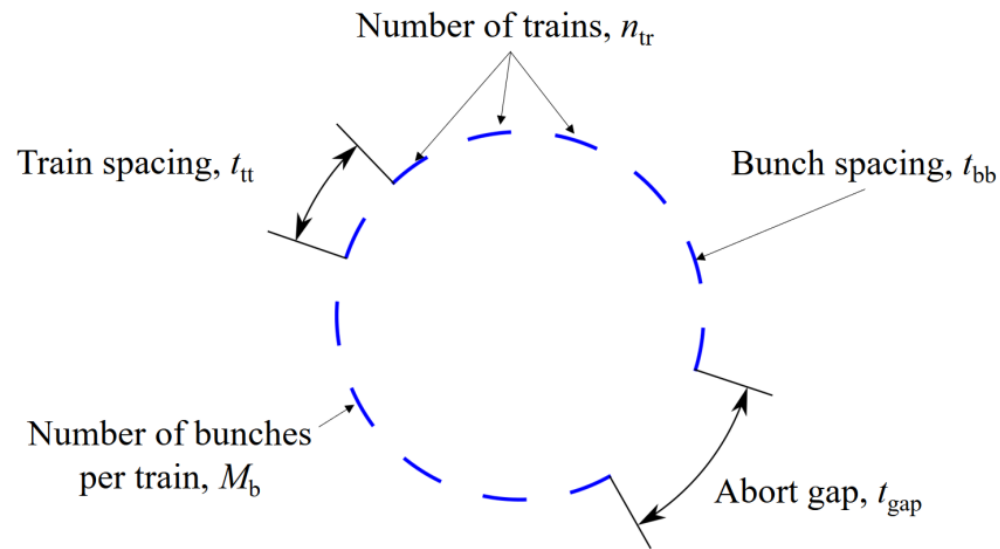 Number of trains, n_tr
Train spacing, t_tt
Bunch spacing, t_bb
Number of bunches
per train, M_b
Abort gap, t_gap